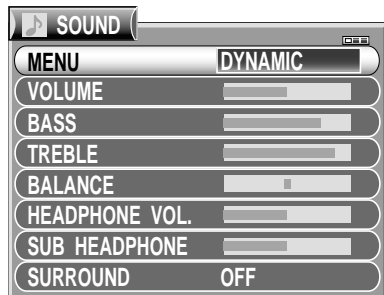 SOUND
MENU DYNAMIC
VOLUME
BASS
TREBLE
BALANCE
HEADPHONE VOL.
SUB HEADPHONE
SURROUND OFF